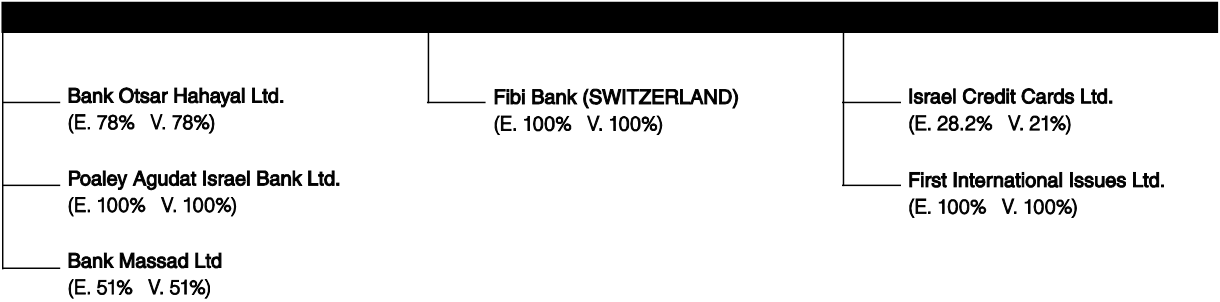 Bank Otsar Hahayal Ltd.
(E. 78% V. 78%)
Poaley Agudat Israel Bank Ltd.
(E. 100% V. 100%)
Bank Massad Ltd
(E. 51% V. 51%)
Fibi Bank (SWITZERLAND)
(E. 100% V. 100%)
Israel Credit Cards Ltd.
(E. 28.2% V. 21%)
First International Issues Ltd.
(E. 100% V. 100%)